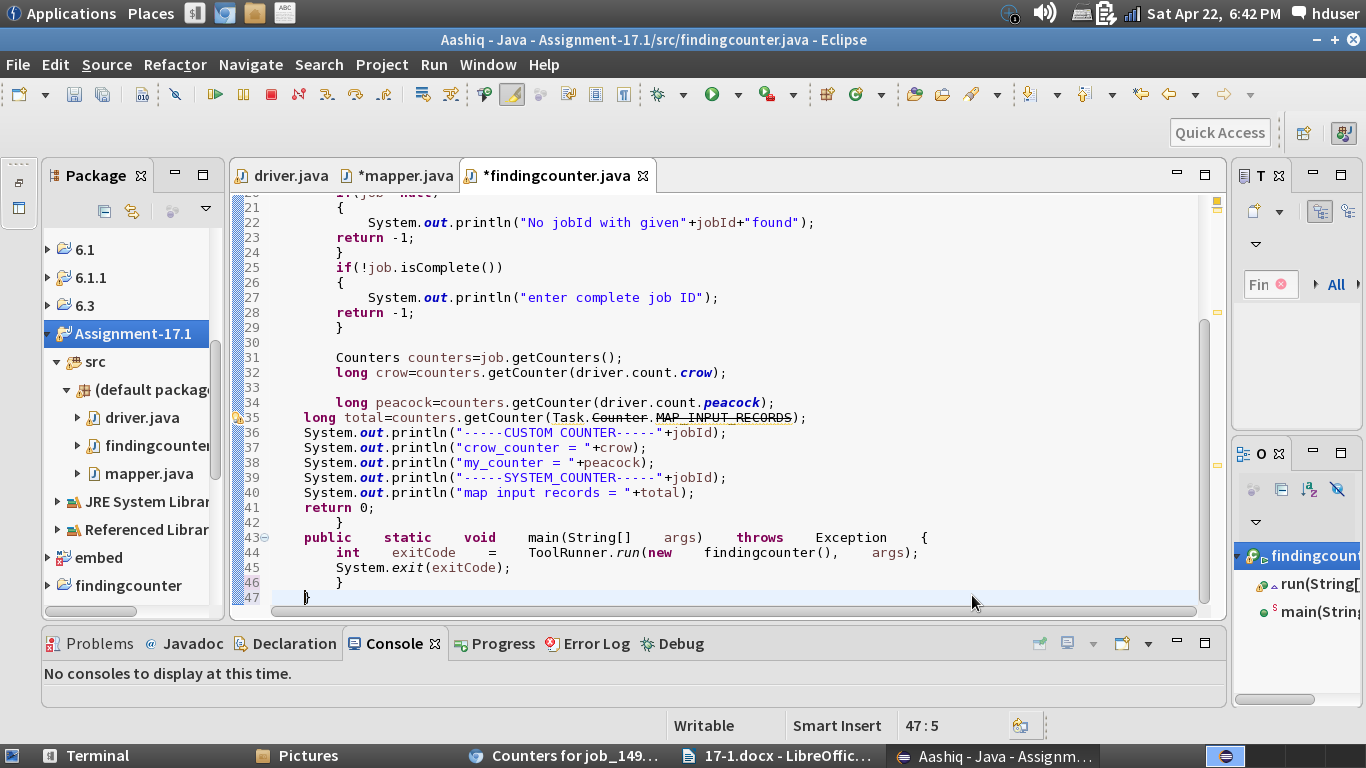 Applications Places Sat Apr 22, 6:42 PM hduser
Aashiq - Java - Assignment-17.1/src/findingcounter.java - Eclipse
File Edit Source Refactor Navigate Search Project Run Window Help
Quick Access
Package
driver.java *mapper.java *findingcounter.java
T
6.1
6.1.1
6.3
Assignment-17.1
src
(default packag
driver.java
findingcounter
mapper.java
JRE System Librar
Referenced Librar
embed
findingcounter
21 {
22 System.out.println("No jobId with given"+jobId+"found");
23 return -1;
24 }
25 if(!job.isComplete())
26 {
27 System.out.println("enter complete job ID");
28 return -1;
29 }
30
31 Counters counters=job.getCounters();
32 long crow=counters.getCounter(driver.count.crow);
33
34 long peacock=counters.getCounter(driver.count.peacock);
35 long total=counters.getCounter(Task.Counter.MAP_INPUT_RECORDS);
36 System.out.println("-----CUSTOM COUNTER-----"+jobId);
37 System.out.println("crow_counter = "+crow);
38 System.out.println("my_counter = "+peacock);
39 System.out.println("-----SYSTEM_COUNTER-----"+jobId);
40 System.out.println("map input records = "+total);
41 return 0;
42 }
43 public static void main(String[] args) throws Exception {
44 int exitCode = ToolRunner.run(new findingcounter(), args);
45 System.exit(exitCode);
46 }
47 }
Fin All
O
findingcount
run(String[
main(Strin
Problems Javadoc Declaration Console Progress Error Log Debug
No consoles to display at this time.
Writable Smart Insert 47 : 5
Terminal Pictures Counters for job_149... 17-1.docx - LibreOffic... Aashiq - Java - Assignm...